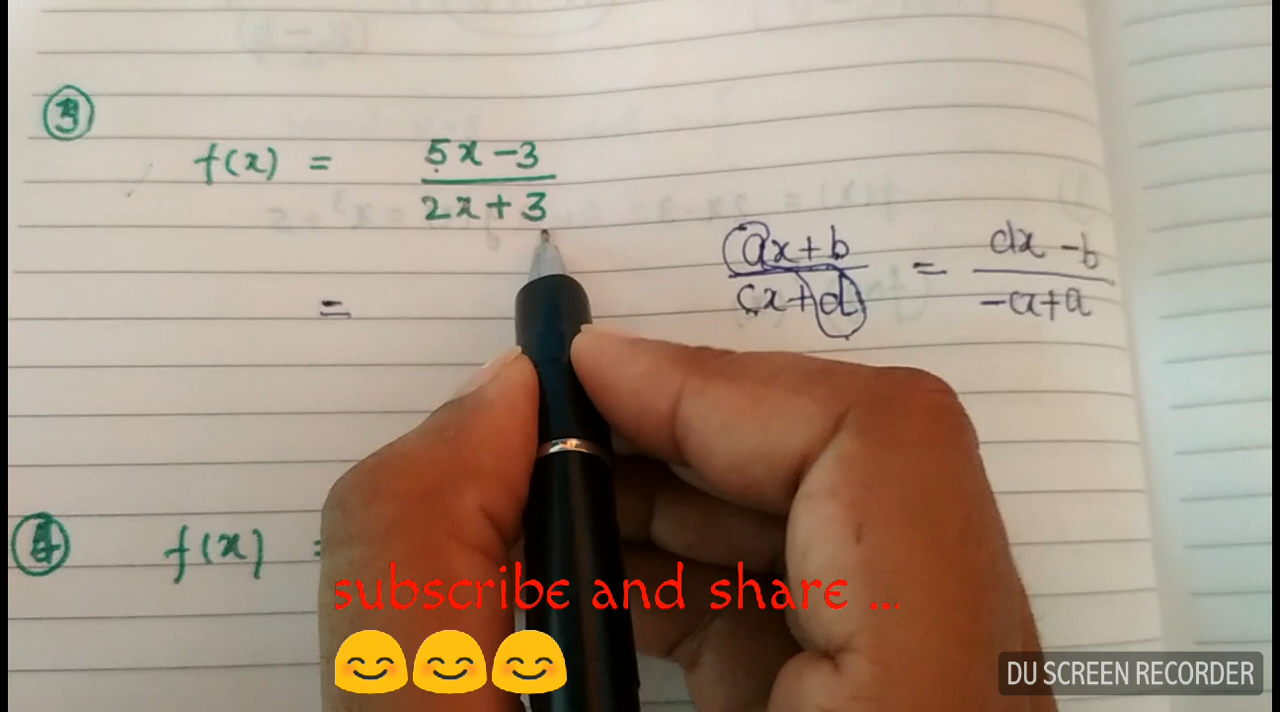 ③
f(x) = 5x-3 / 2x+3
ax+b / cx+d = dx-b / -cx+a
=
④ f(x) =
subscribe and share ...
😊😊😊
DU SCREEN RECORDER